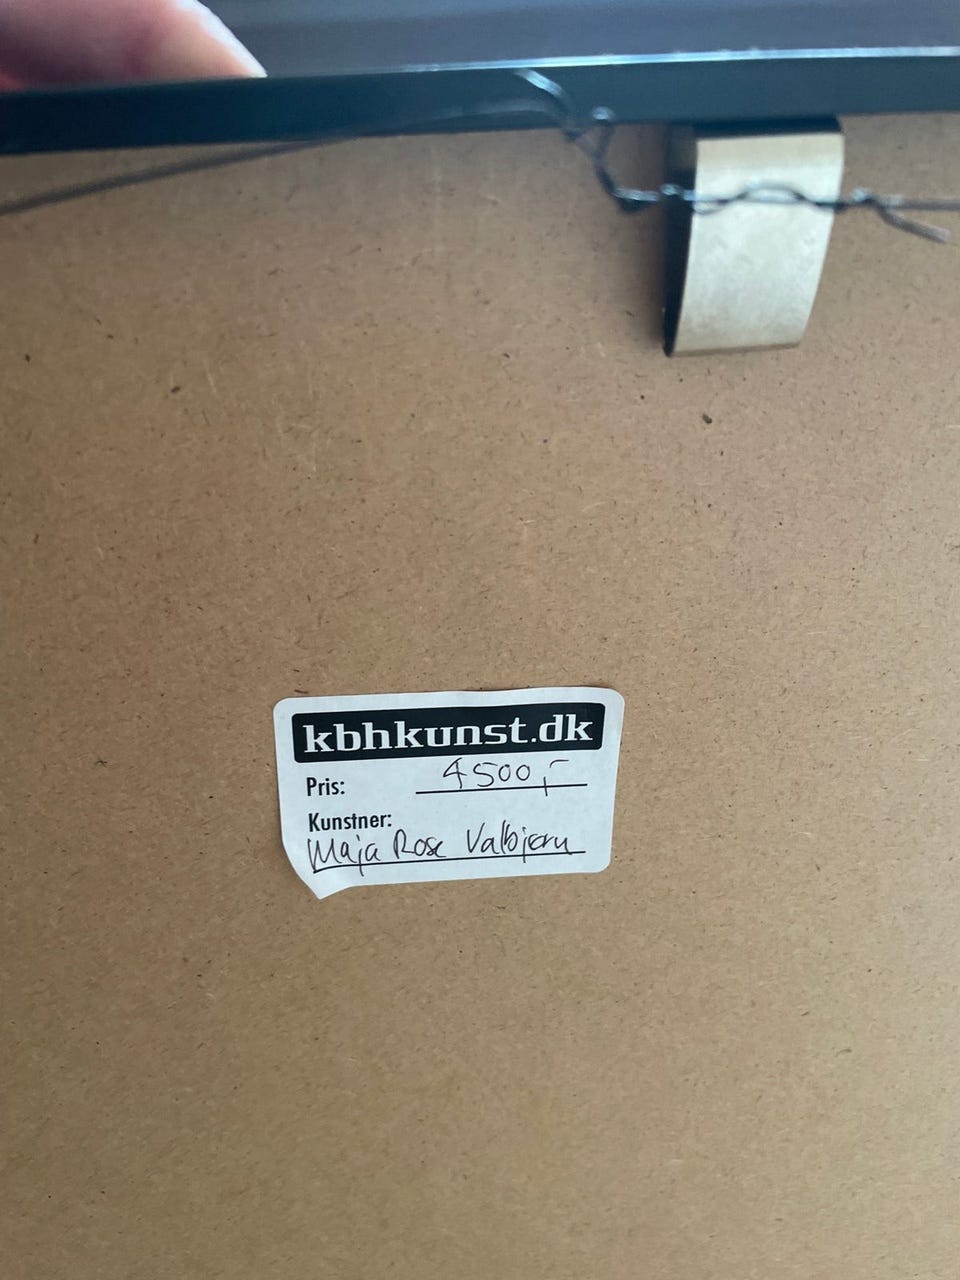 kbhkunst.dk
Pris: 4500,-
Kunstner:
Maja Rose Valbjørn